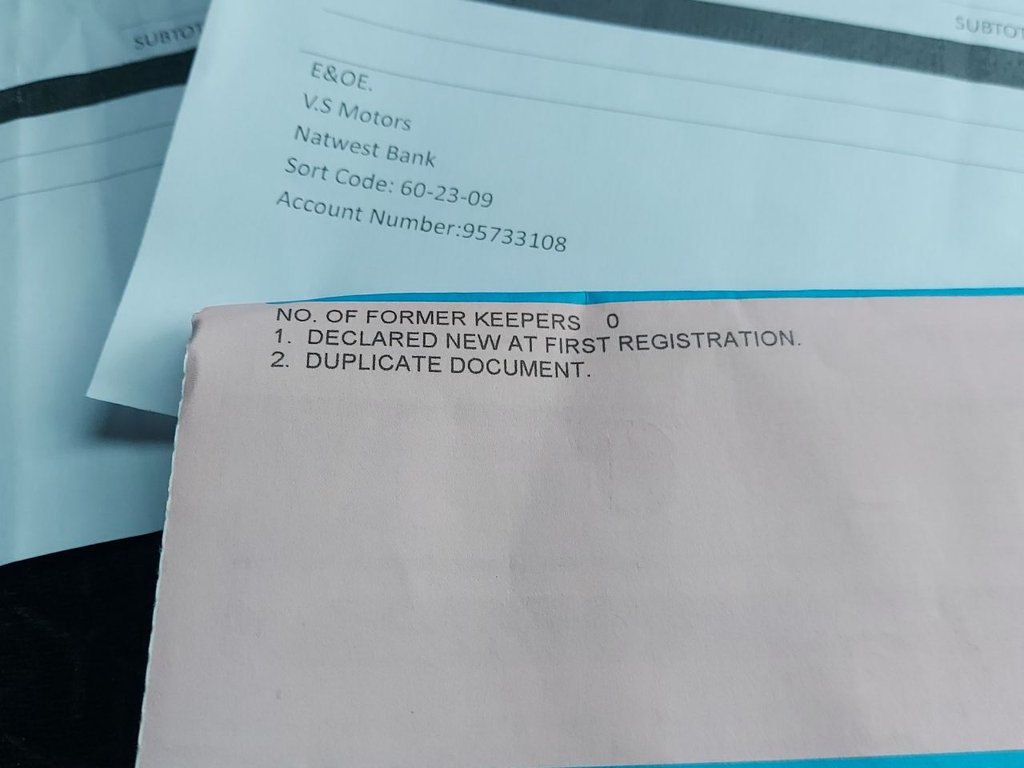 SUBTOT
SUBTOT
E&OE.
V.S Motors
Natwest Bank
Sort Code: 60-23-09
Account Number:95733108
NO. OF FORMER KEEPERS 0
1. DECLARED NEW AT FIRST REGISTRATION.
2. DUPLICATE DOCUMENT.